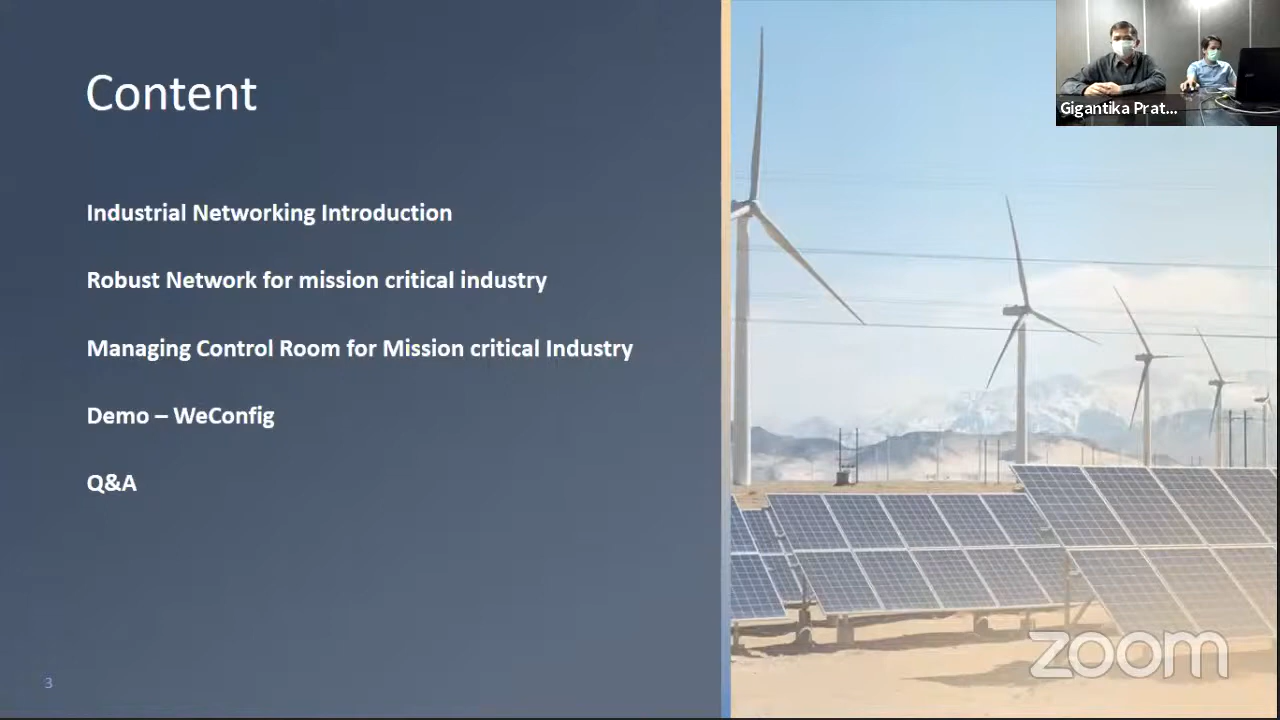 Content
Industrial Networking Introduction
Robust Network for mission critical industry
Managing Control Room for Mission critical Industry
Demo – WeConfig
Q&A
3
Gigantika Prat...
zoom